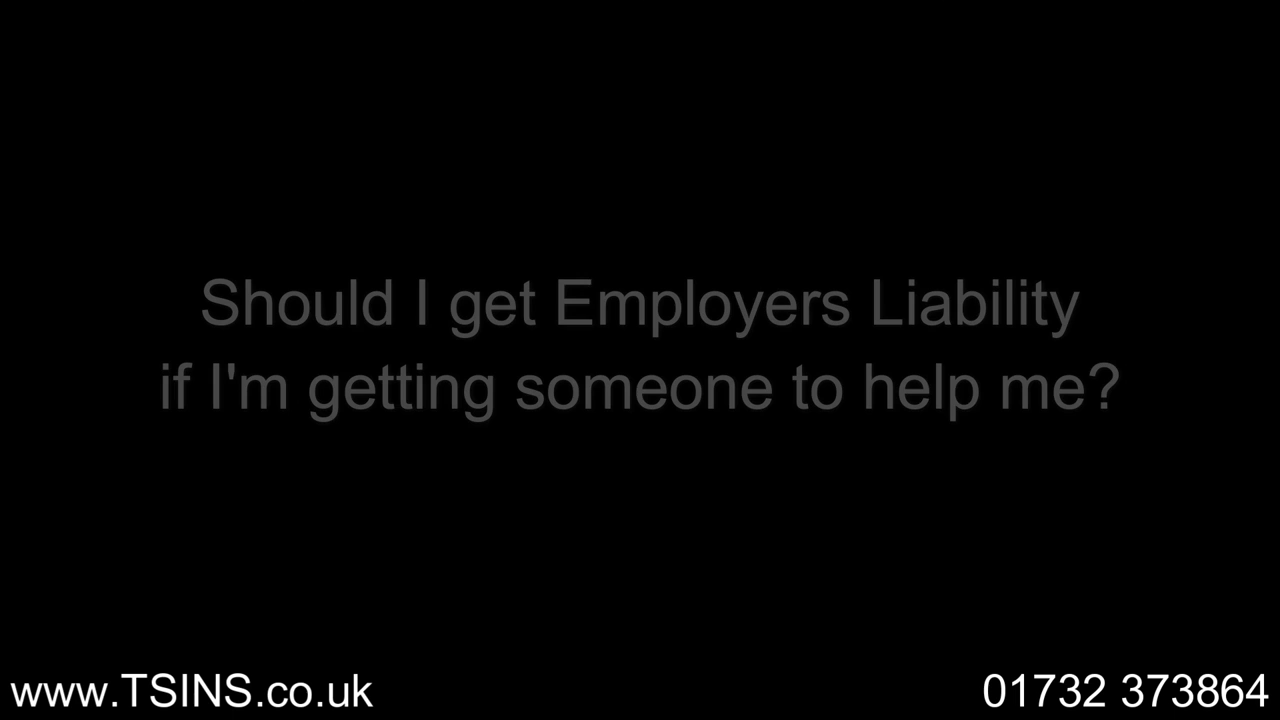 Should I get Employers Liability
if I'm getting someone to help me?
www.TSINS.co.uk
01732 373864